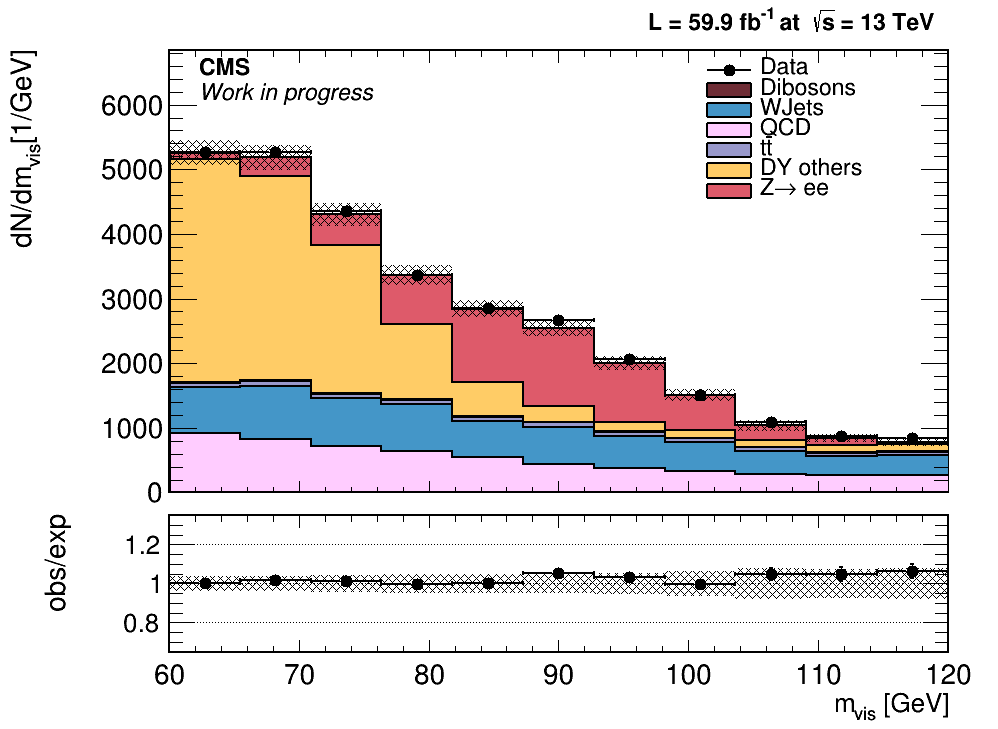 L = 59.9 fb⁻¹ at √s = 13 TeV
dN/dm_vis[1/GeV]
CMS
Work in progress
Data
Dibosons
WJets
QCD
tt̄
DY others
Z→ ee
6000
5000
4000
3000
2000
1000
0
obs/exp
1.2
1
0.8
60 70 80 90 100 110 120
m_vis [GeV]